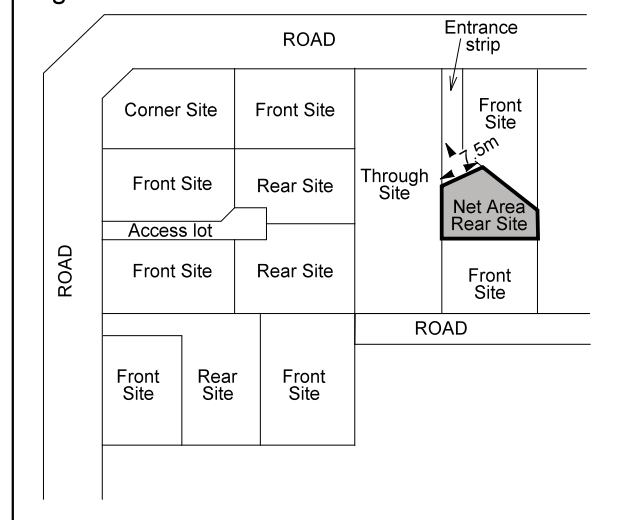 ROAD
Entrance
strip
Corner Site
Front Site
Front
Site
7.5m
Front Site
Rear Site
Through
Site
Net Area
Rear Site
Access lot
ROAD
Front Site
Rear Site
Front
Site
ROAD
Front
Site
Rear
Site
Front
Site